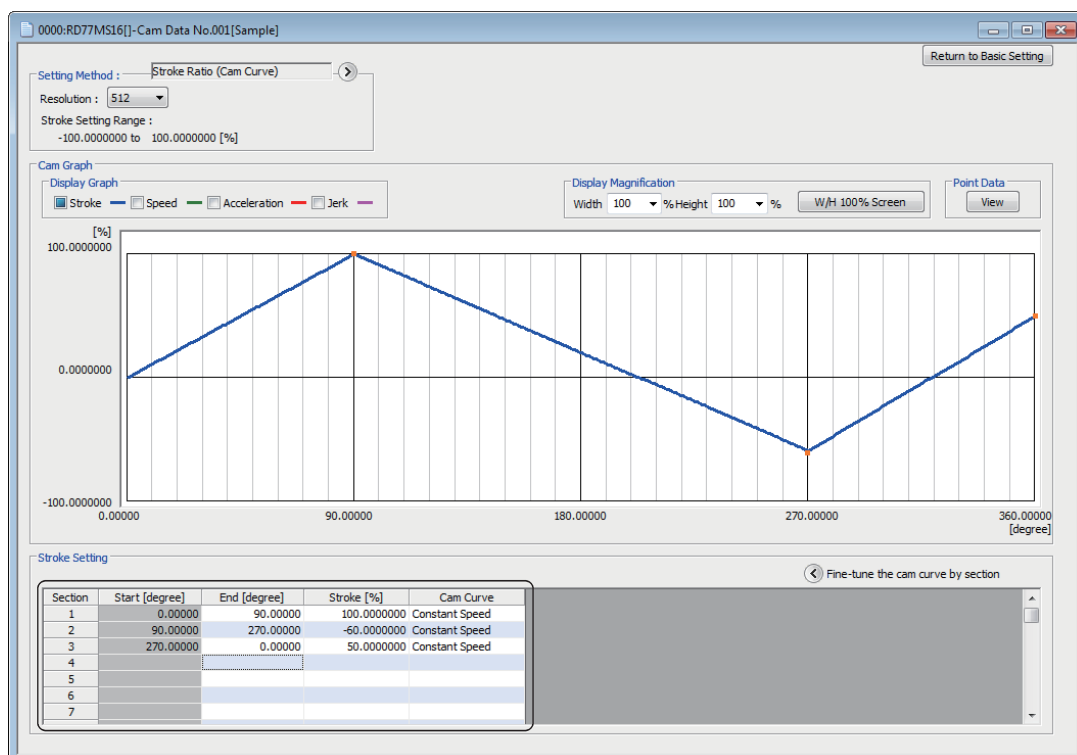 0000:RD77MS16[]-Cam Data No.001[Sample]
Return to Basic Setting
Setting Method : Stroke Ratio (Cam Curve)
Resolution : 512
Stroke Setting Range :
-100.0000000 to 100.0000000 [%]
Cam Graph
Display Graph Display Magnification Point Data
Stroke Speed Acceleration Jerk Width 100 % Height 100 % W/H 100% Screen View
[%]
100.0000000
0.0000000
-100.0000000
0.00000 90.00000 180.00000 270.00000 360.00000
[degree]
Stroke Setting
Fine-tune the cam curve by section
Section Start [degree] End [degree] Stroke [%] Cam Curve
1 0.00000 90.00000 100.0000000 Constant Speed
2 90.00000 270.00000 -60.0000000 Constant Speed
3 270.00000 0.00000 50.0000000 Constant Speed
4
5
6
7